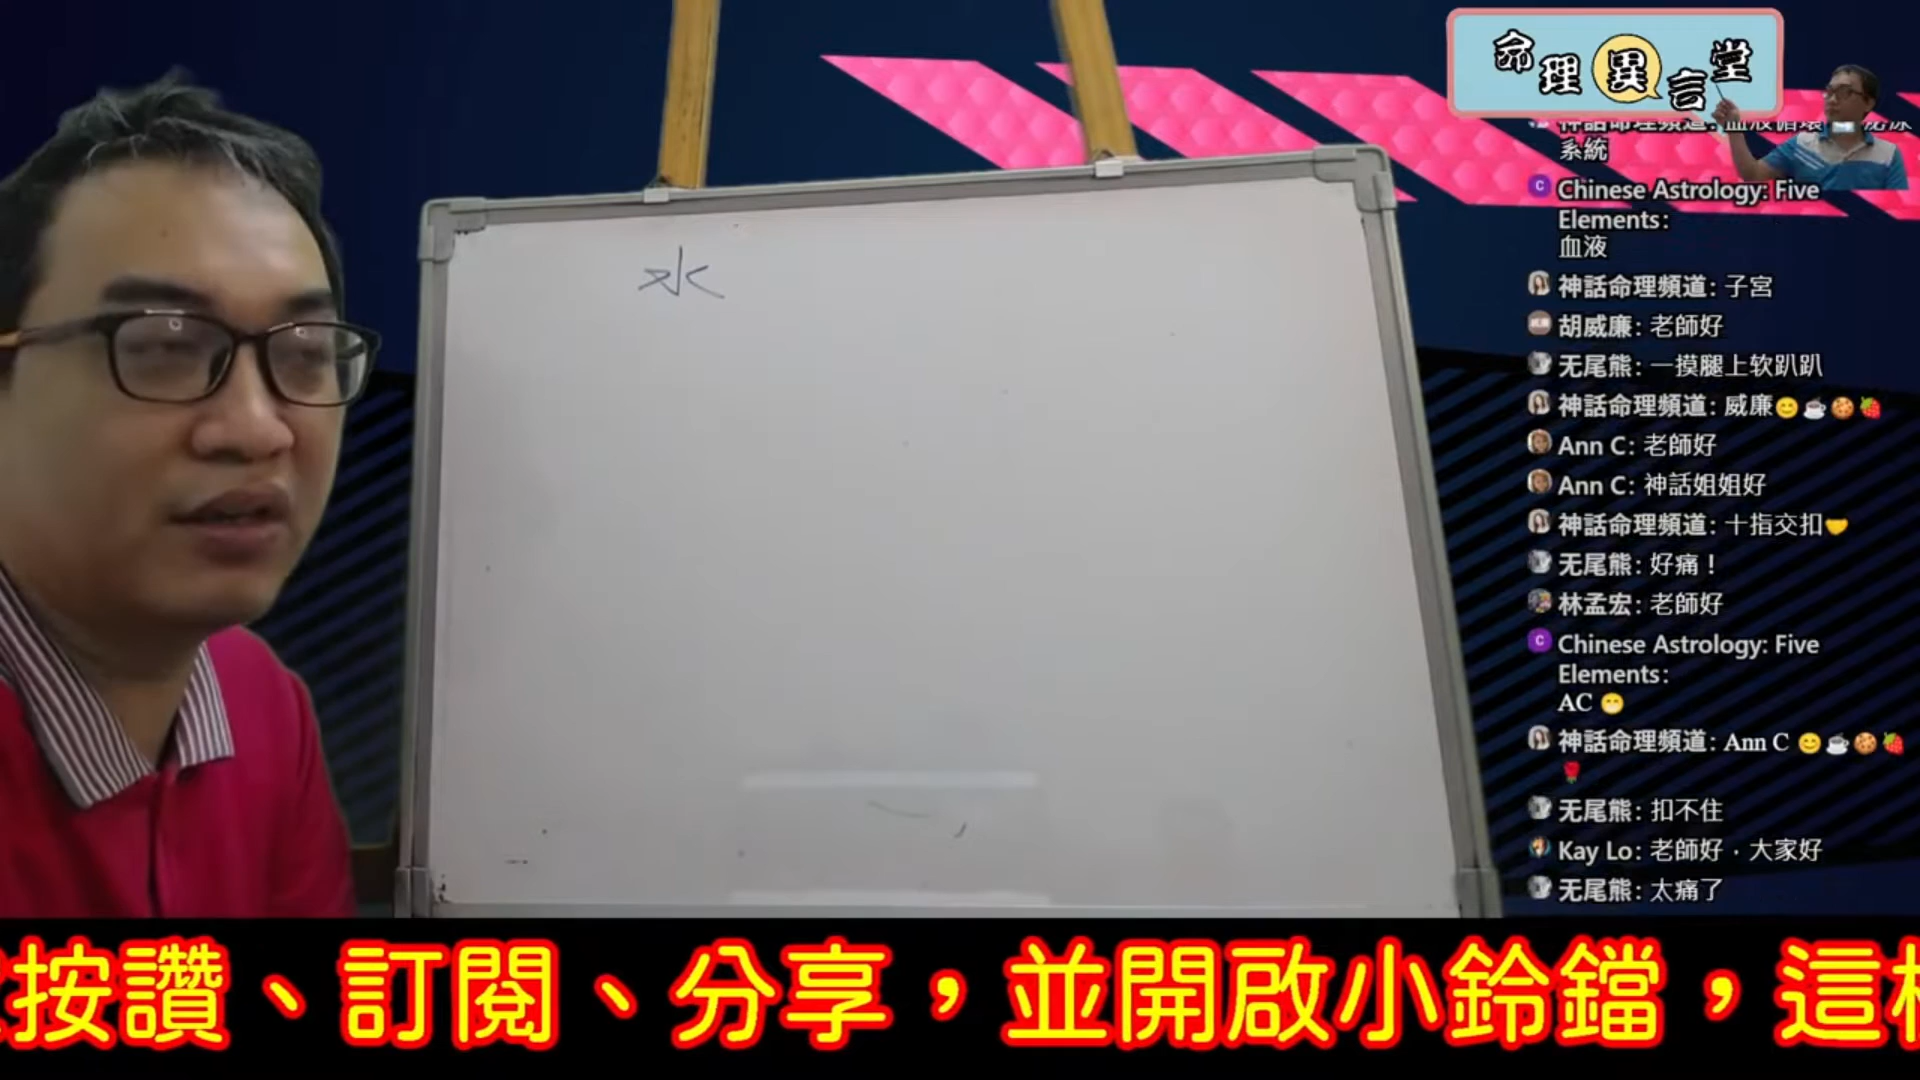 命理異言堂
系統
Chinese Astrology: Five
Elements:
血液
神話命理頻道: 子宮
胡威廉: 老師好
无尾熊: 一摸腿上软趴趴
神話命理頻道: 威廉😊☕🍪🍓
Ann C: 老師好
Ann C: 神話姐姐好
神話命理頻道: 十指交扣🤝
无尾熊: 好痛！
林孟宏: 老師好
Chinese Astrology: Five
Elements:
AC 😁
神話命理頻道: Ann C 😊☕🍪🍓
🌹
无尾熊: 扣不住
Kay Lo: 老師好，大家好
无尾熊: 太痛了
水
按讚、訂閱、分享，並開啟小鈴鐺，這